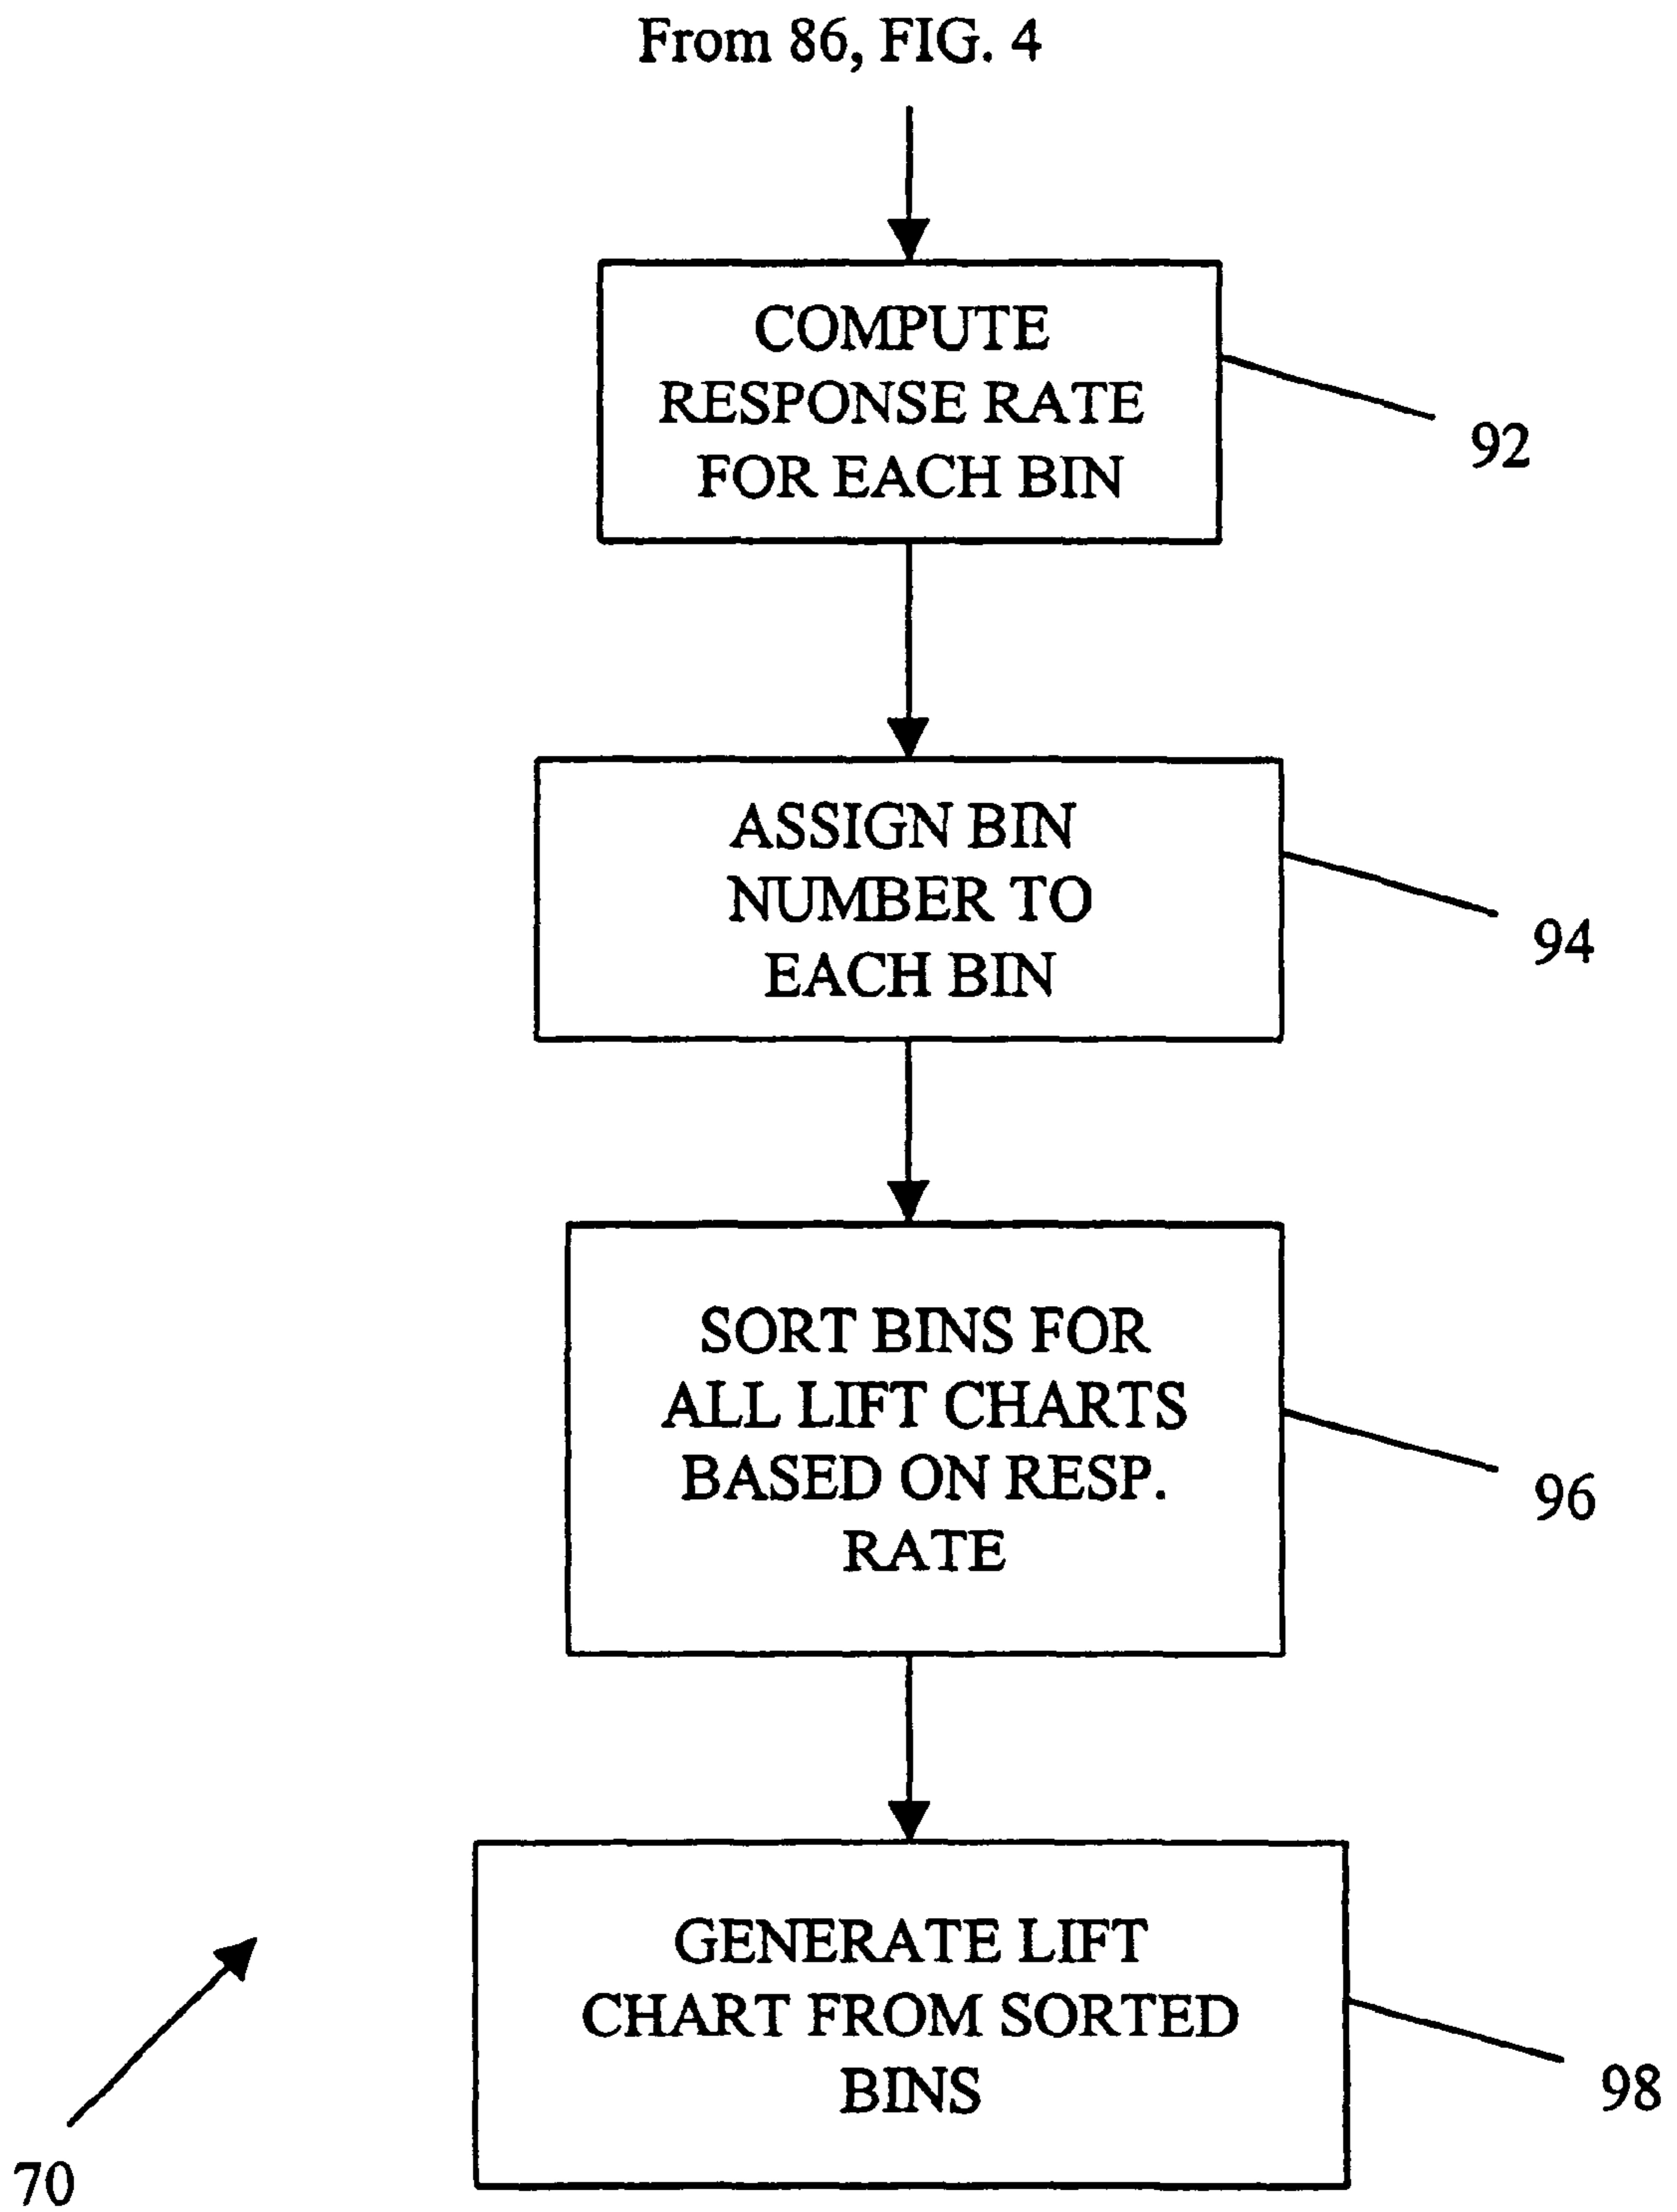 From 86, FIG. 4
COMPUTE
RESPONSE RATE
FOR EACH BIN
92
ASSIGN BIN
NUMBER TO
EACH BIN
94
SORT BINS FOR
ALL LIFT CHARTS
BASED ON RESP.
RATE
96
GENERATE LIFT
CHART FROM SORTED
BINS
98
70